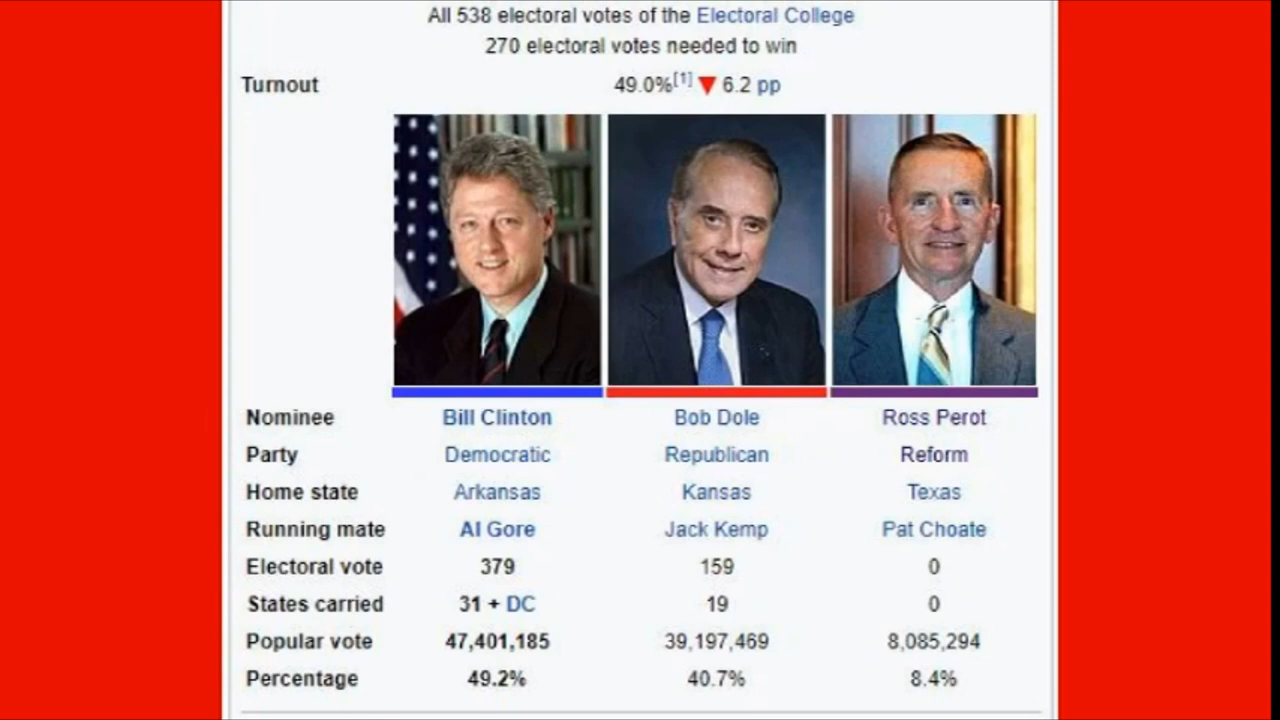 All 538 electoral votes of the Electoral College
270 electoral votes needed to win
Turnout 49.0%[1] ▼ 6.2 pp
Nominee Bill Clinton Bob Dole Ross Perot
Party Democratic Republican Reform
Home state Arkansas Kansas Texas
Running mate Al Gore Jack Kemp Pat Choate
Electoral vote 379 159 0
States carried 31 + DC 19 0
Popular vote 47,401,185 39,197,469 8,085,294
Percentage 49.2% 40.7% 8.4%